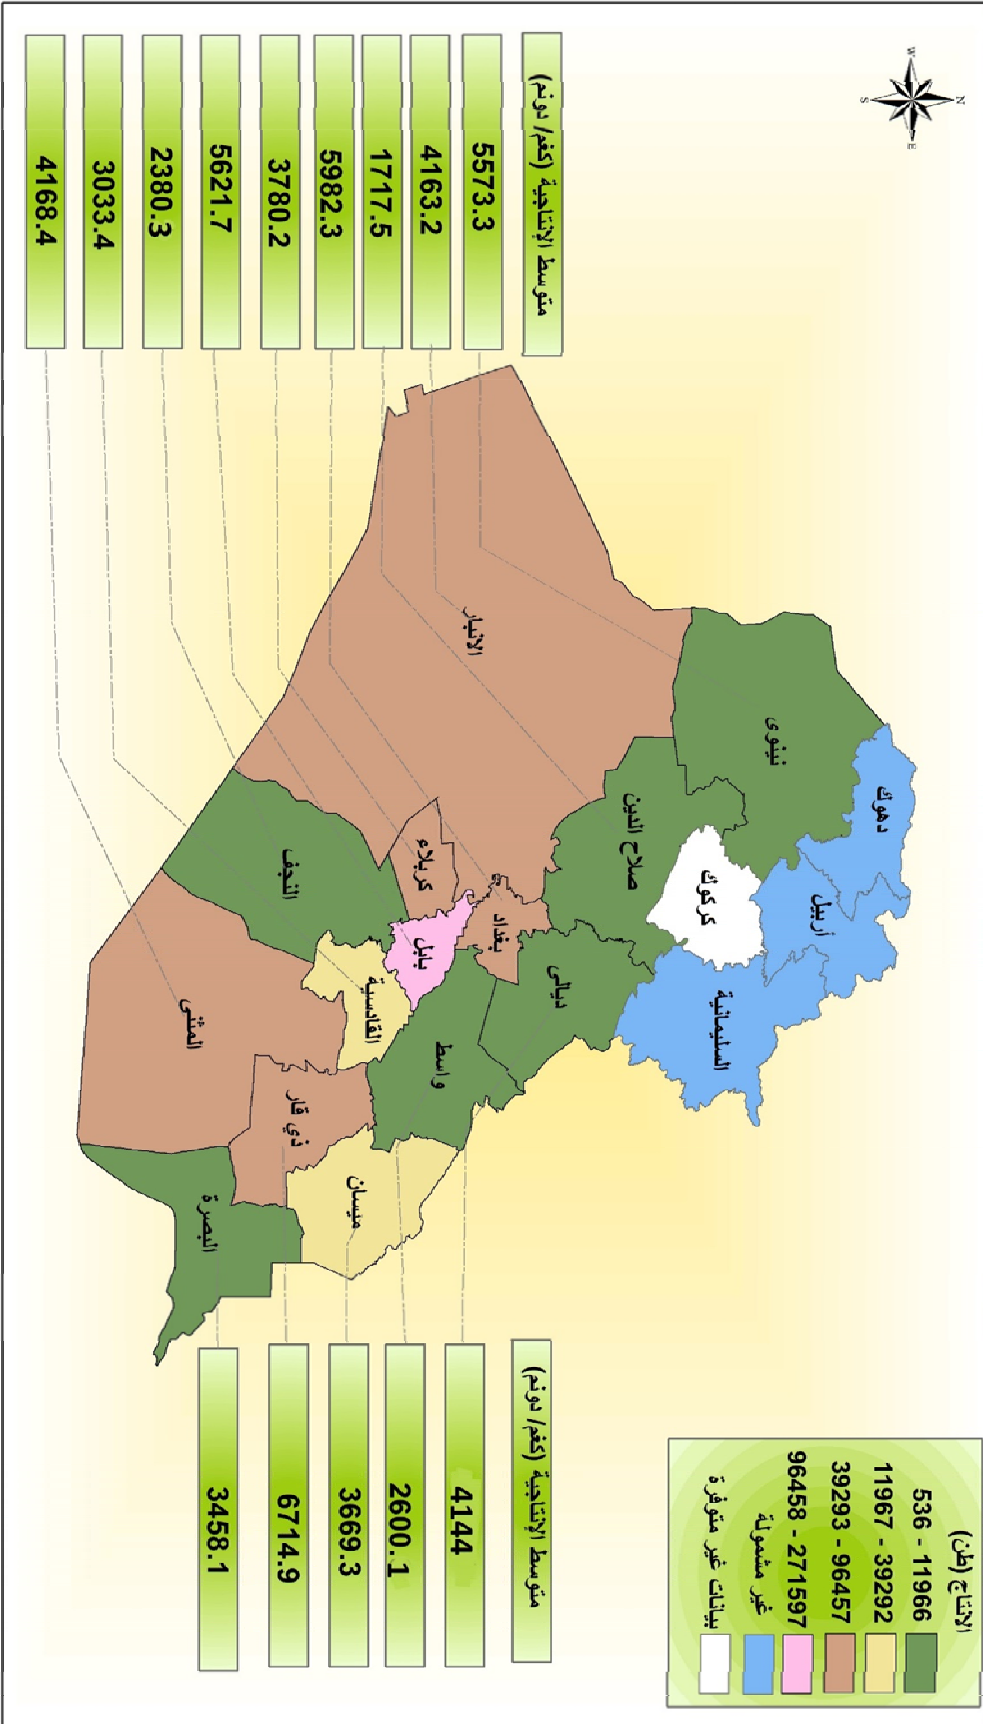 W
N
S
E
الإنتاج (طن)
536 - 11966
11967 - 39292
39293 - 96457
96458 - 271597
غير مشمولة
بيانات غير متوفرة
متوسط الإنتاجية (كغم/ دونم)
5573.3
4163.2
1717.5
5982.3
3780.2
5621.7
2380.3
3033.4
4168.4
دهوك
نينوى
أربيل
كركوك
السليمانية
صلاح الدين
الانبار
ديالى
بغداد
كربلاء
بابل
واسط
النجف
القادسية
ميسان
ذي قار
المثنى
البصرة
متوسط الإنتاجية (كغم/ دونم)
4144
2600.1
3669.3
6714.9
3458.1